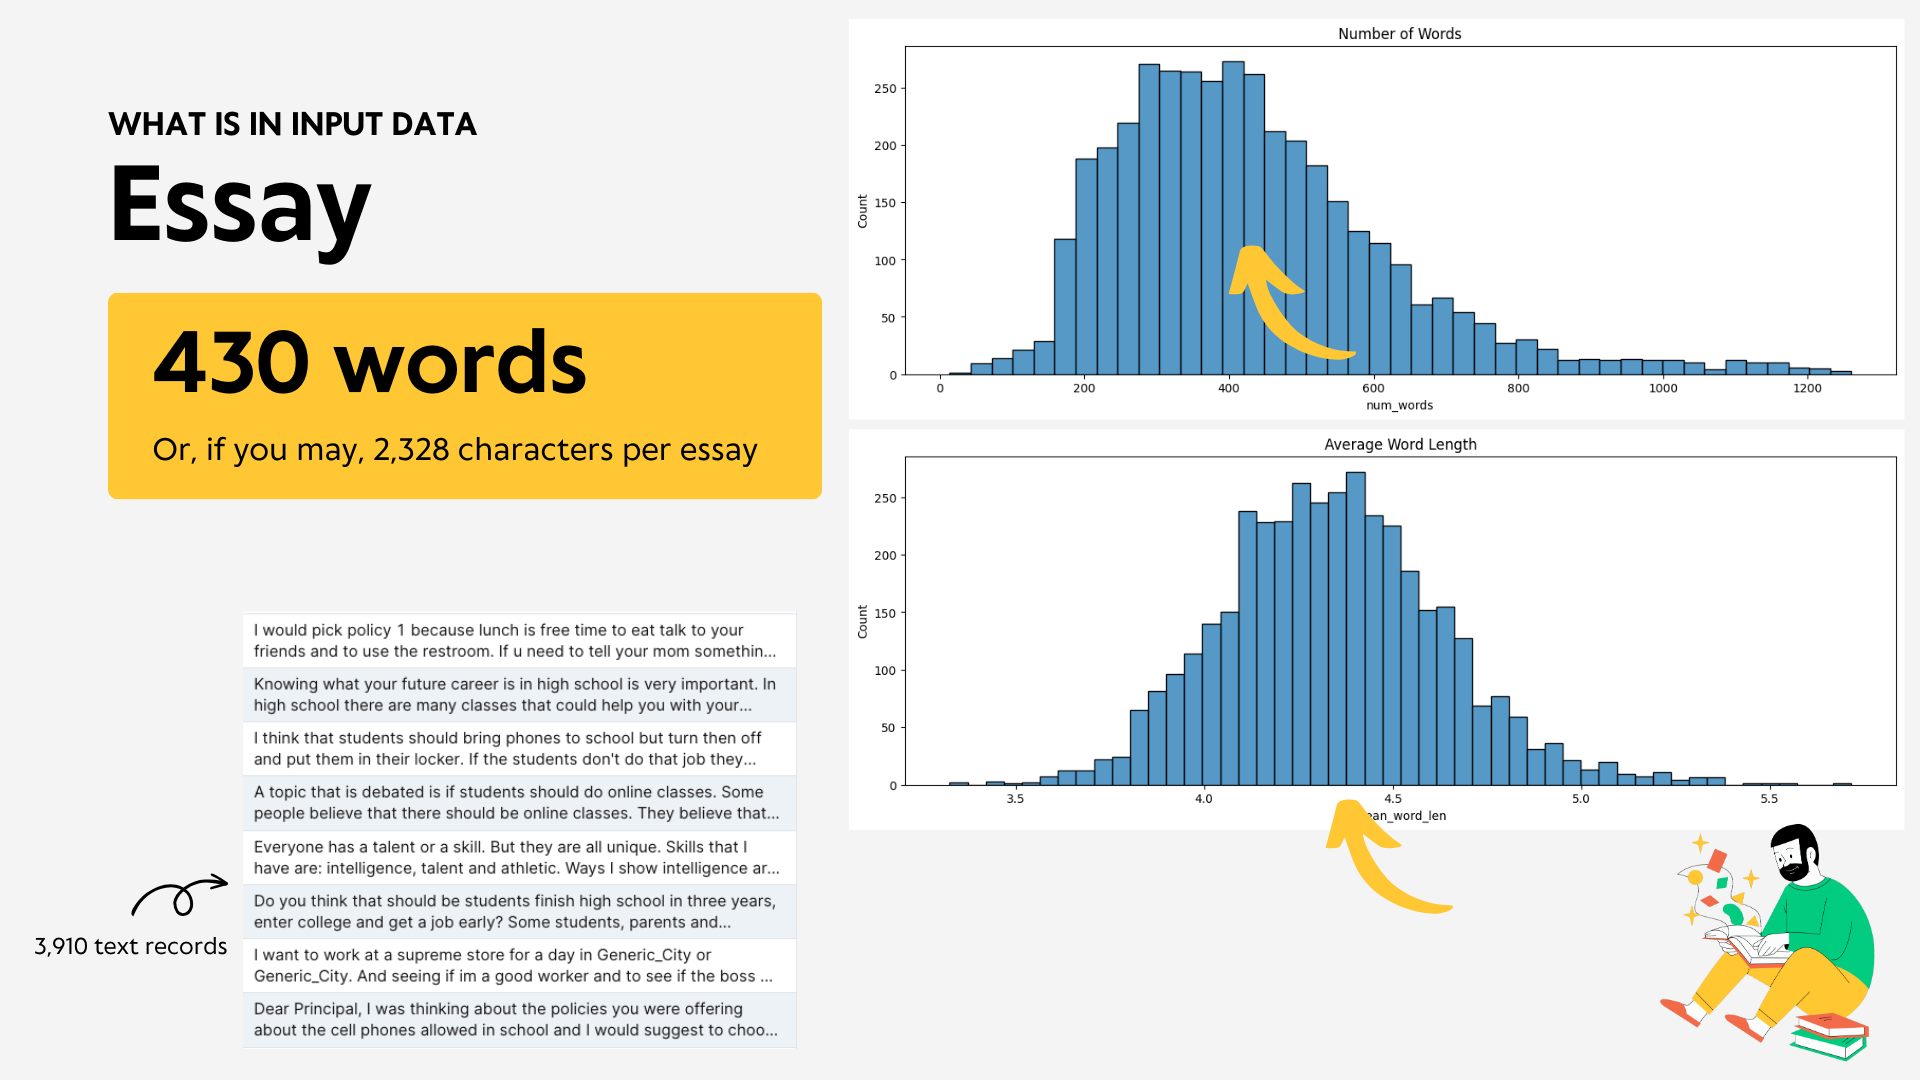 WHAT IS IN INPUT DATA
Essay
430 words
Or, if you may, 2,328 characters per essay
3,910 text records
I would pick policy 1 because lunch is free time to eat talk to your
friends and to use the restroom. If u need to tell your mom somethin...
Knowing what your future career is in high school is very important. In
high school there are many classes that could help you with your...
I think that students should bring phones to school but turn then off
and put them in their locker. If the students don't do that job they...
A topic that is debated is if students should do online classes. Some
people believe that there should be online classes. They believe that...
Everyone has a talent or a skill. But they are all unique. Skills that I
have are: intelligence, talent and athletic. Ways I show intelligence ar...
Do you think that should be students finish high school in three years,
enter college and get a job early? Some students, parents and...
I want to work at a supreme store for a day in Generic_City or
Generic_City. And seeing if im a good worker and to see if the boss ...
Dear Principal, I was thinking about the policies you were offering
about the cell phones allowed in school and I would suggest to choo...
Number of Words
Count
250
200
150
100
50
0
0 200 400 600 800 1000 1200
num_words
Average Word Length
Count
250
200
150
100
50
0
3.5 4.0 4.5 5.0 5.5
ean_word_len